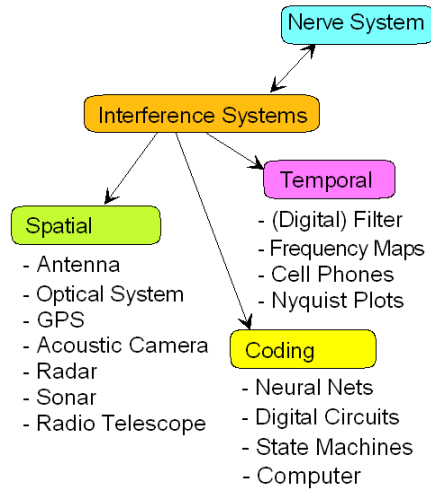 Nerve System
Interference Systems
Temporal
- (Digital) Filter
- Frequency Maps
- Cell Phones
- Nyquist Plots
Spatial
- Antenna
- Optical System
- GPS
- Acoustic Camera
- Radar
- Sonar
- Radio Telescope
Coding
- Neural Nets
- Digital Circuits
- State Machines
- Computer